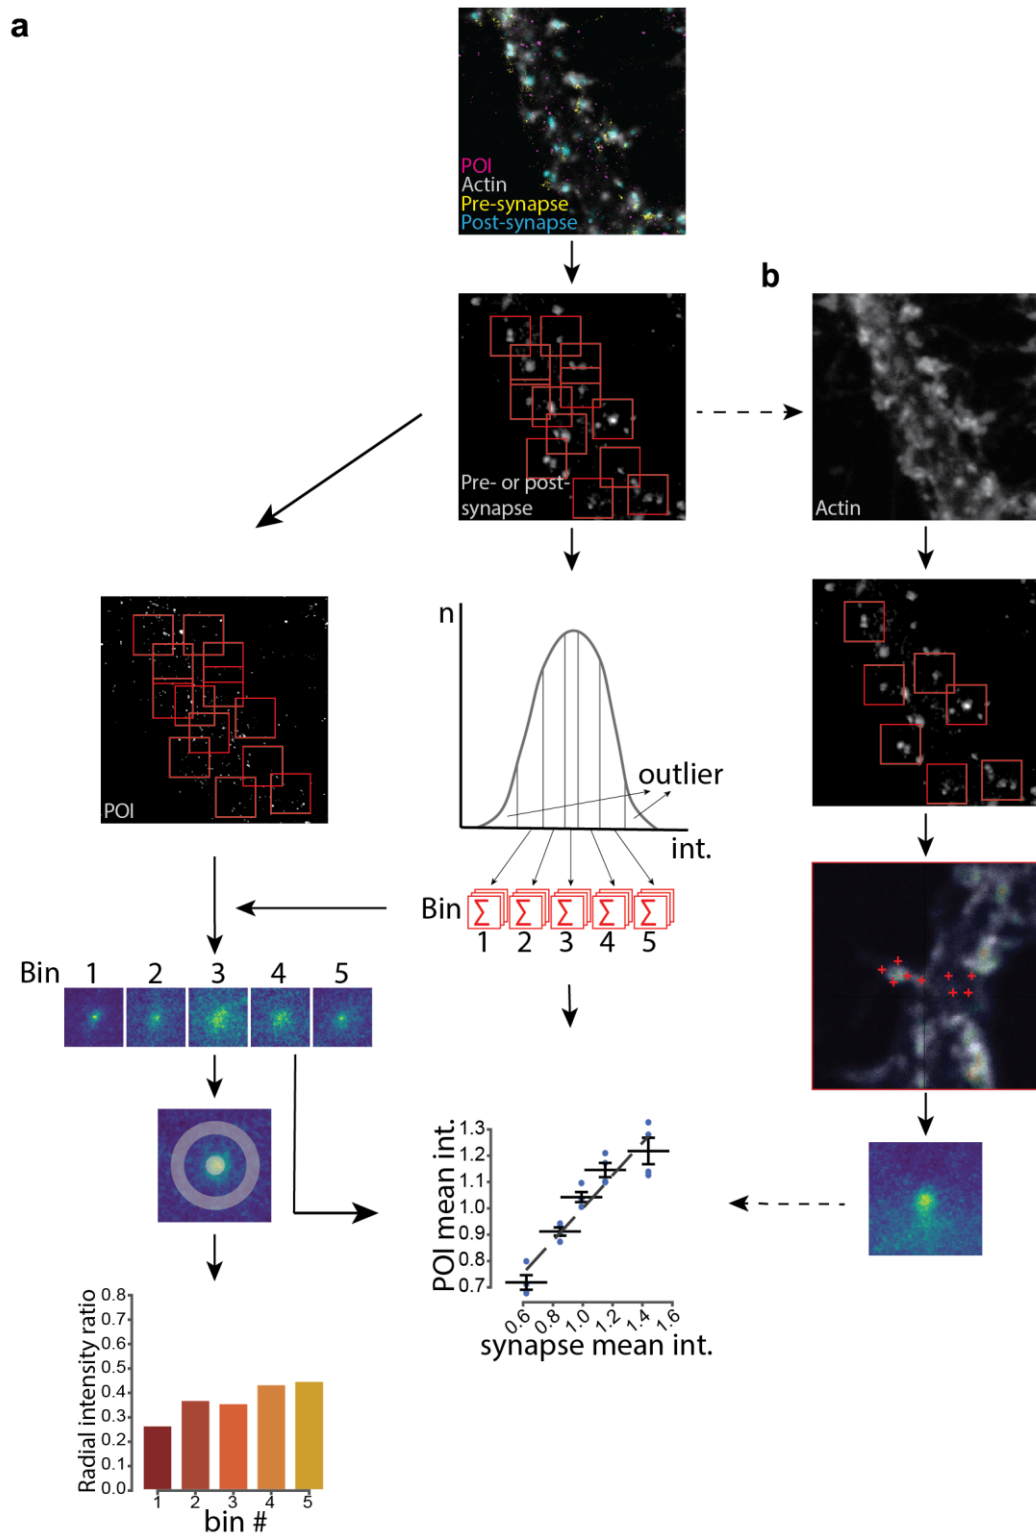 a
POI
Actin
Pre-synapse
Post-synapse
b
Pre- or post-
synapse
Actin
POI
n
outlier
int.
Bin Σ Σ Σ Σ Σ
1 2 3 4 5
Bin 1 2 3 4 5
POI mean int.
1.3
1.2
1.1
1.0
0.9
0.8
0.7
0.6 0.8 1.0 1.2 1.4 1.6
synapse mean int.
Radial intensity ratio
0.8
0.7
0.6
0.5
0.4
0.3
0.2
0.1
0.0
1 2 3 4 5
bin #